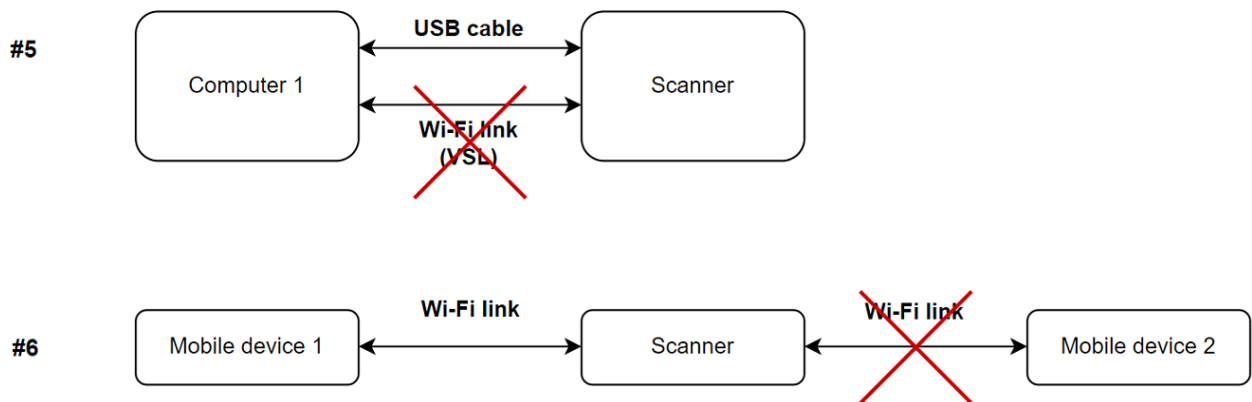 #5
USB cable
Computer 1
Scanner
Wi-Fi link
(VSL)
#6
Wi-Fi link
Wi-Fi link
Mobile device 1
Scanner
Mobile device 2